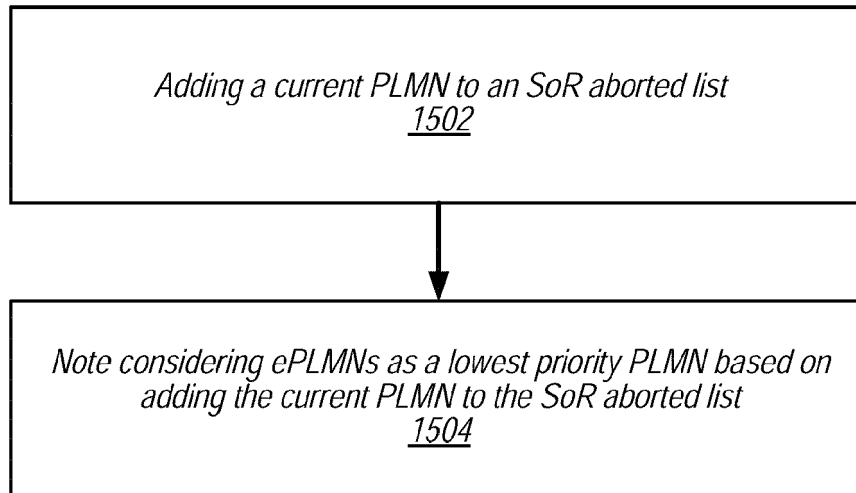 Adding a current PLMN to an SoR aborted list
1502
Note considering ePLMNs as a lowest priority PLMN based on
adding the current PLMN to the SoR aborted list
1504